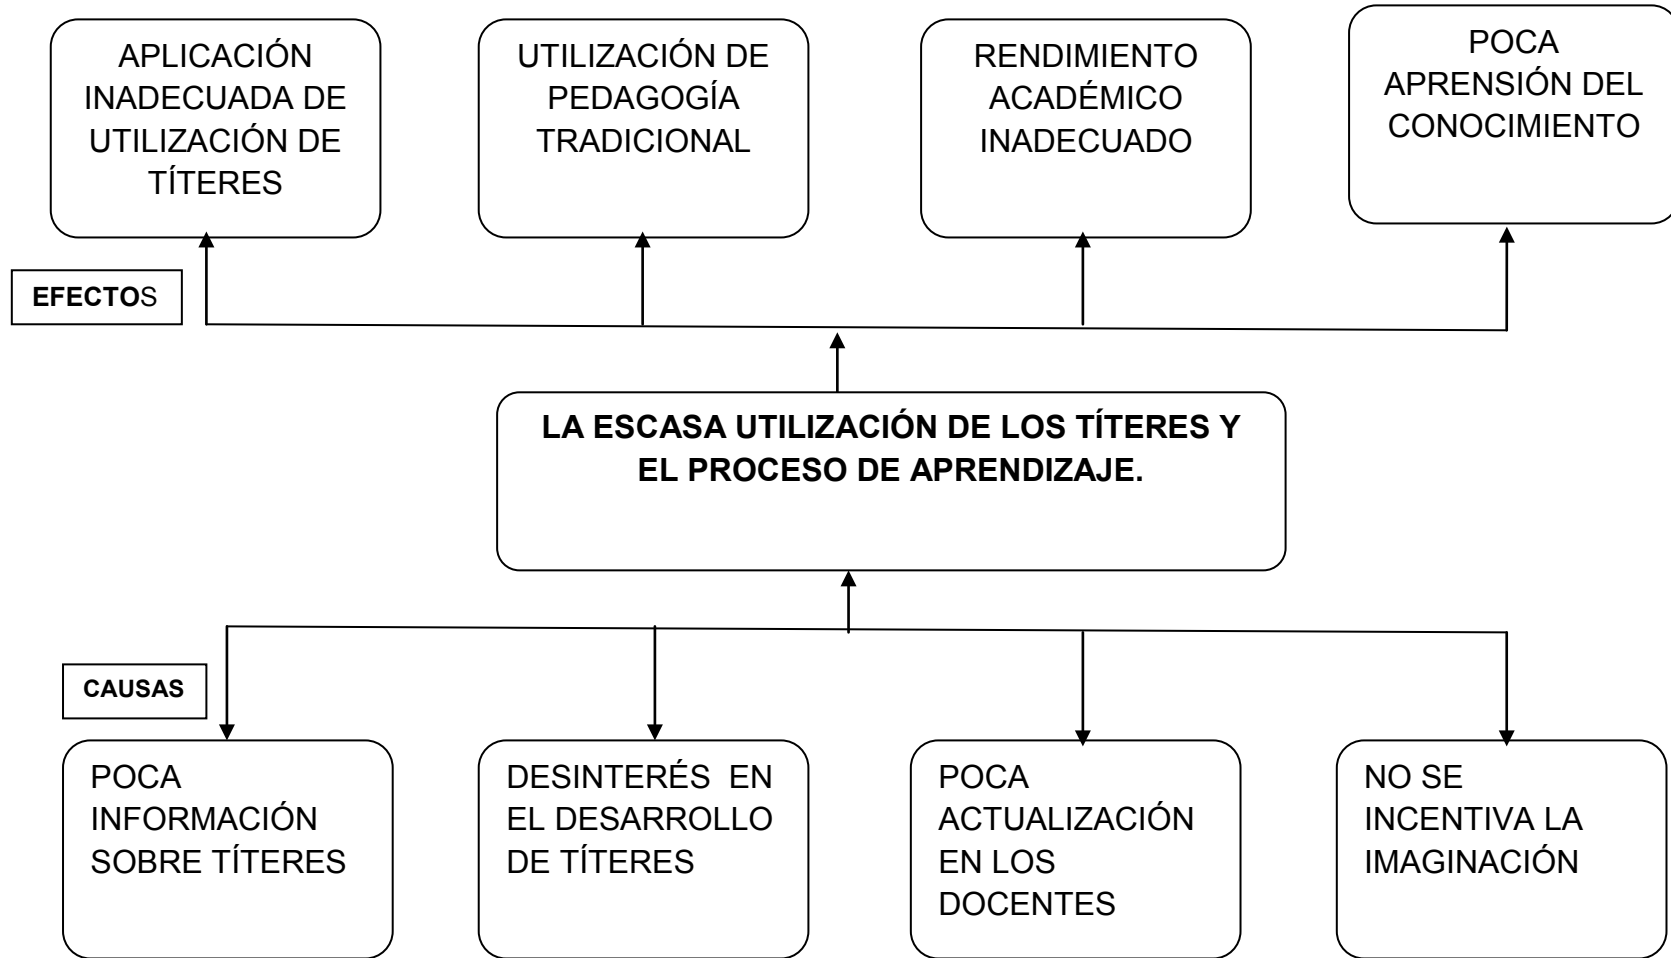 APLICACIÓN
INADECUADA DE
UTILIZACIÓN DE
TÍTERES
UTILIZACIÓN DE
PEDAGOGÍA
TRADICIONAL
RENDIMIENTO
ACADÉMICO
INADECUADO
POCA
APRENSIÓN DEL
CONOCIMIENTO
EFECTOS
LA ESCASA UTILIZACIÓN DE LOS TÍTERES Y
EL PROCESO DE APRENDIZAJE.
CAUSAS
POCA
INFORMACIÓN
SOBRE TÍTERES
DESINTERÉS EN
EL DESARROLLO
DE TÍTERES
POCA
ACTUALIZACIÓN
EN LOS
DOCENTES
NO SE
INCENTIVA LA
IMAGINACIÓN